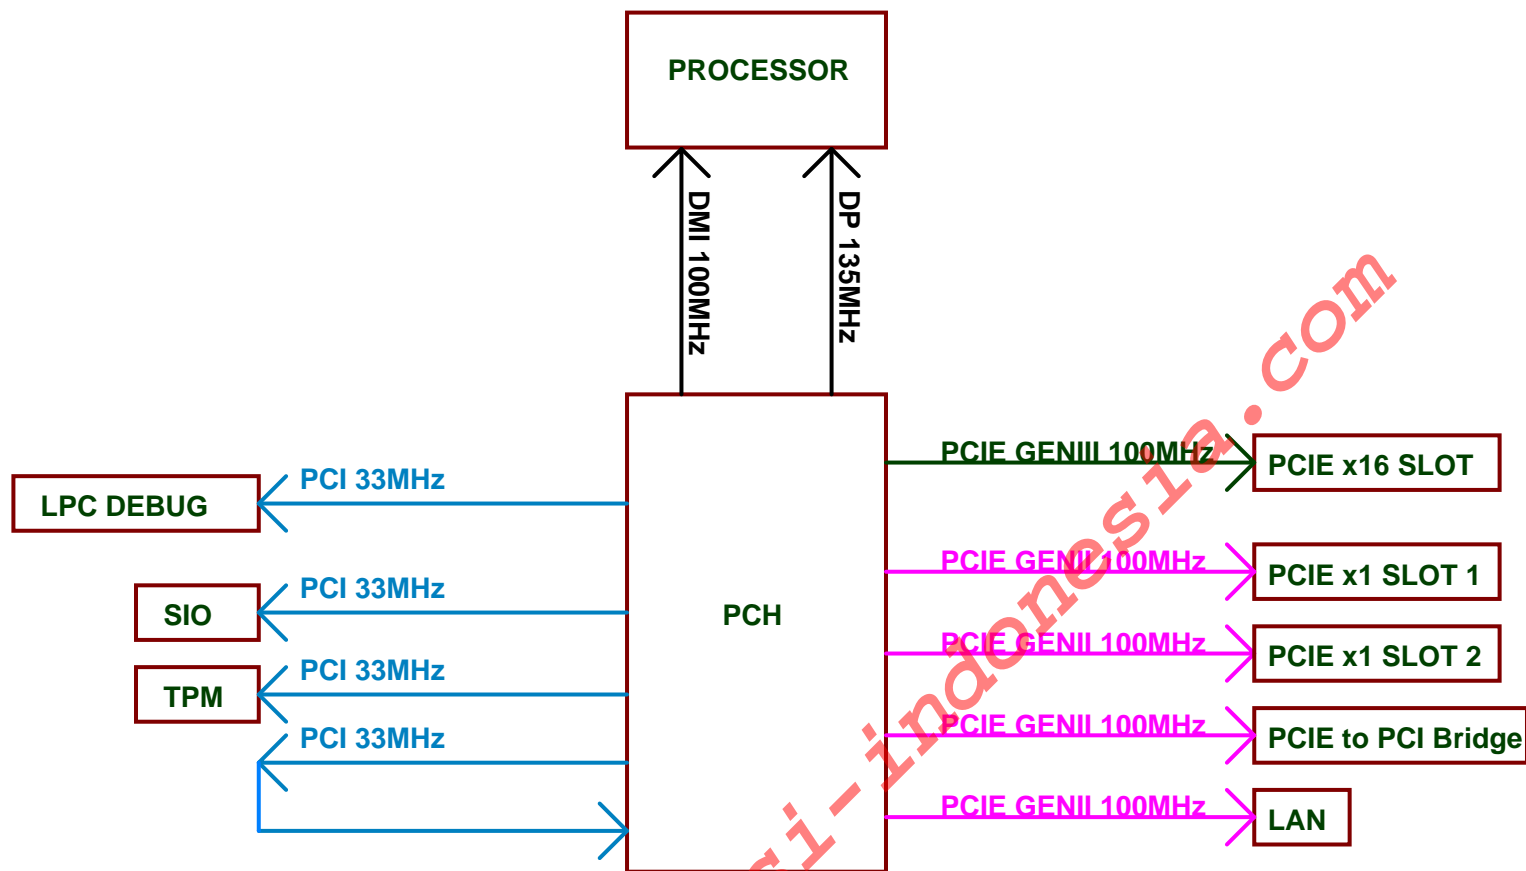 PROCESSOR
DMI 100MHz
DP 135MHz
PCIE GENIII 100MHz
PCIE x16 SLOT
PCI 33MHz
LPC DEBUG
PCIE GENII 100MHz
PCIE x1 SLOT 1
PCI 33MHz
SIO
PCH
PCIE GENII 100MHz
PCIE x1 SLOT 2
PCI 33MHz
TPM
PCIE GENII 100MHz
PCIE to PCI Bridge
PCI 33MHz
PCIE GENII 100MHz
LAN
si-indonesia.com